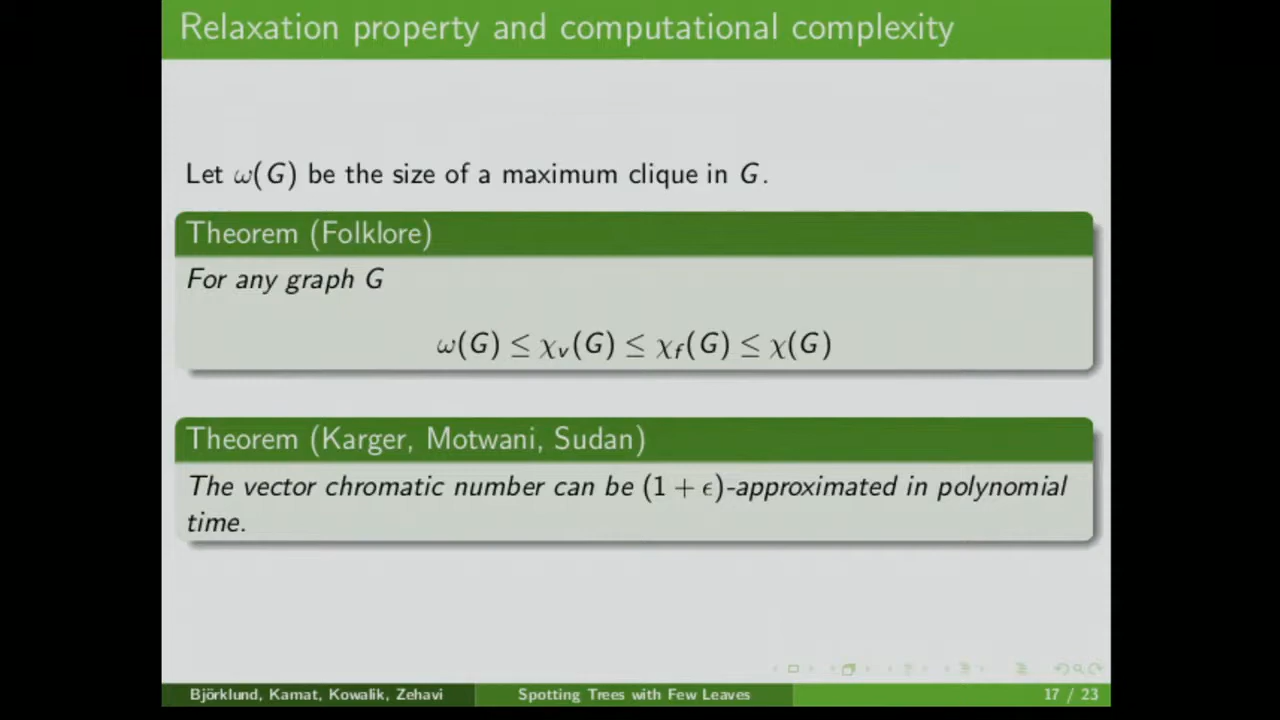 Relaxation property and computational complexity
Let ω(G) be the size of a maximum clique in G.
Theorem (Folklore)
For any graph G
ω(G) ≤ χ_v(G) ≤ χ_f(G) ≤ χ(G)
Theorem (Karger, Motwani, Sudan)
The vector chromatic number can be (1 + ϵ)-approximated in polynomial
time.
Björklund, Kamat, Kowalik, Zehavi
Spotting Trees with Few Leaves
17 / 23